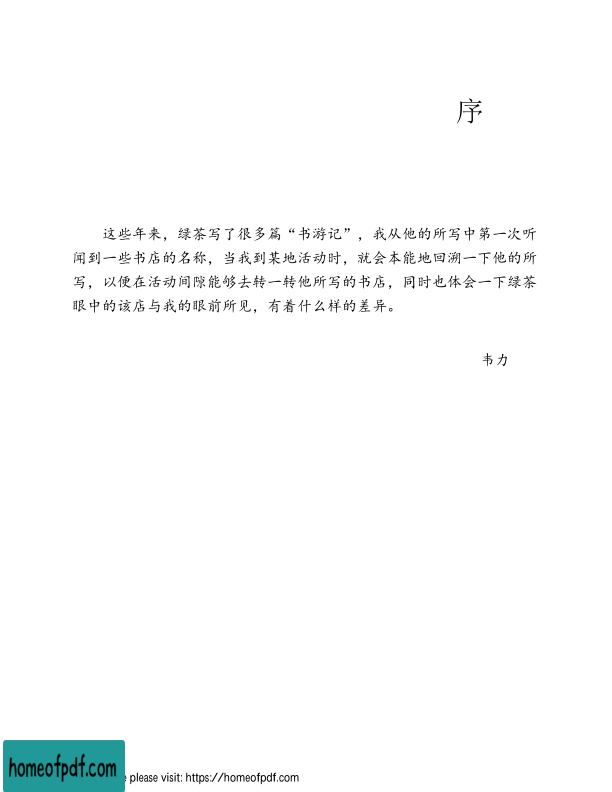 序
这些年来，绿茶写了很多篇“书游记”，我从他的所写中第一次听
闻到一些书店的名称，当我到某地活动时，就会本能地回溯一下他的所
写，以便在活动间隙能够去转一转他所写的书店，同时也体会一下绿茶
眼中的该店与我的眼前所见，有着什么样的差异。
韦力
homeofpdf.com
e please visit: https://homeofpdf.com